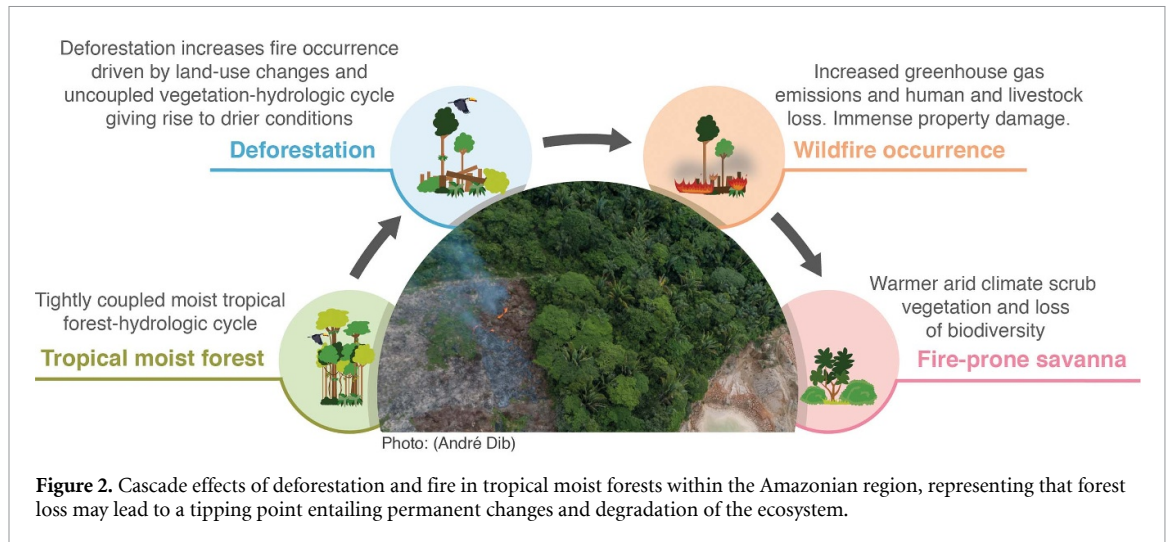 Deforestation increases fire occurrence
driven by land-use changes and
uncoupled vegetation-hydrologic cycle
giving rise to drier conditions
Deforestation
Increased greenhouse gas
emissions and human and livestock
loss. Immense property damage.
Wildfire occurrence
Tightly coupled moist tropical
forest-hydrologic cycle
Tropical moist forest
Warmer arid climate scrub
vegetation and loss
of biodiversity
Fire-prone savanna
Photo: (André Dib)
Figure 2. Cascade effects of deforestation and fire in tropical moist forests within the Amazonian region, representing that forest
loss may lead to a tipping point entailing permanent changes and degradation of the ecosystem.